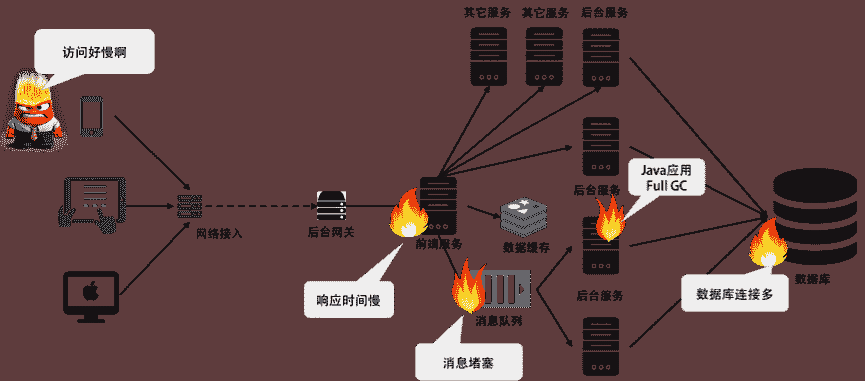 其它服务
其它服务
后台服务
访问好慢啊
Java应用
Full GC
后台服务
网络接入
后台网关
前端服务
数据缓存
数据库
响应时间慢
后台服务
数据库连接多
消息队列
消息堵塞